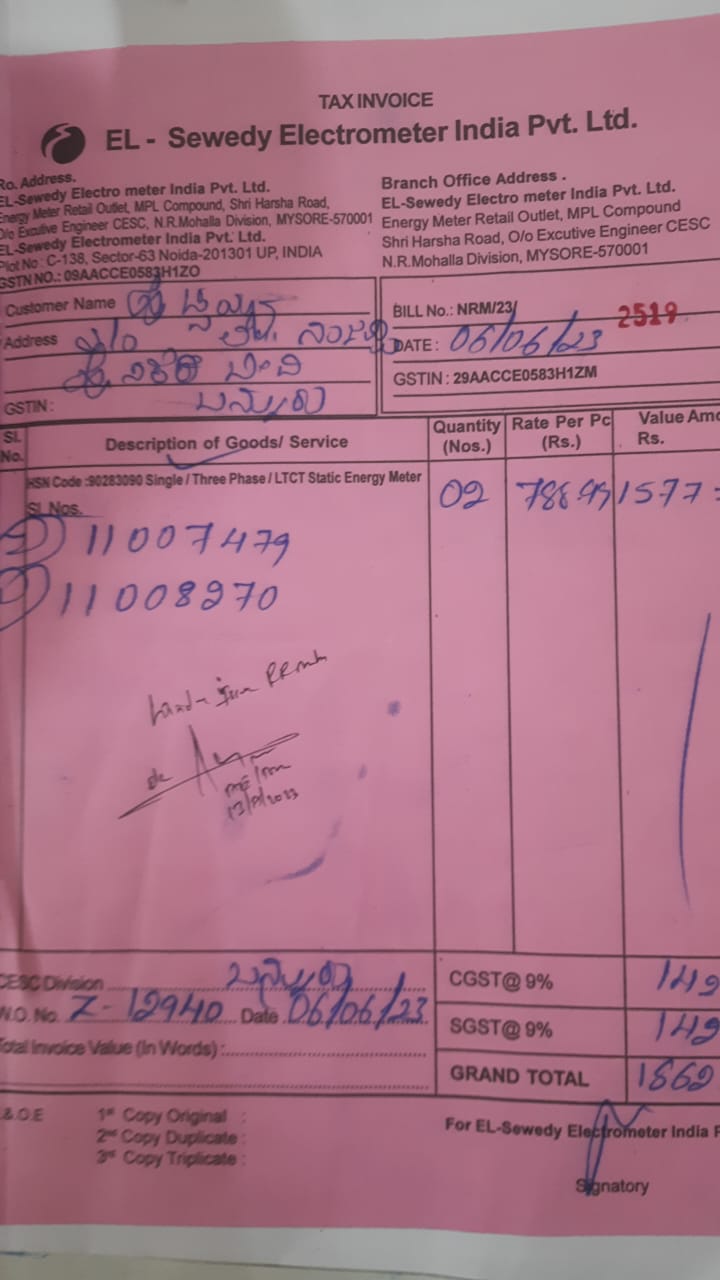 TAX INVOICE
EL - Sewedy Electrometer India Pvt. Ltd.
Ro. Address.
EL-Sewedy Electro meter India Pvt. Ltd.
Energy Meter Retail Outlet, MPL Compound, Shri Harsha Road,
O/o Excutive Engineer CESC, N.R.Mohalla Division, MYSORE-570001
EL-Sewedy Electrometer India Pvt. Ltd.
Plot No : C-138, Sector-63 Noida-201301 UP, INDIA
GSTN NO.: 09AACCE0583H1ZO
Branch Office Address .
EL-Sewedy Electro meter India Pvt. Ltd.
Energy Meter Retail Outlet, MPL Compound
Shri Harsha Road, O/o Excutive Engineer CESC
N.R.Mohalla Division, MYSORE-570001
Customer Name
Address
GSTIN :
BILL No.: NRM/23/ 2519
DATE : 06/06/23
GSTIN : 29AACCE0583H1ZM
SL No. Description of Goods/ Service Quantity (Nos.) Rate Per Pc (Rs.) Value Amo Rs.
HSN Code :90283090 Single / Three Phase / LTCT Static Energy Meter 02 1577
SL Nos.
11007479
11008270
CESC Division
W.O. No. Z-12940 Date 06/06/23
Total Invoice Value (In Words) :
CGST@ 9% 142
SGST@ 9% 142
GRAND TOTAL 1862
& O.E
1st Copy Original :
2nd Copy Duplicate :
3rd Copy Triplicate :
For EL-Sewedy Electrometer India P
Signatory